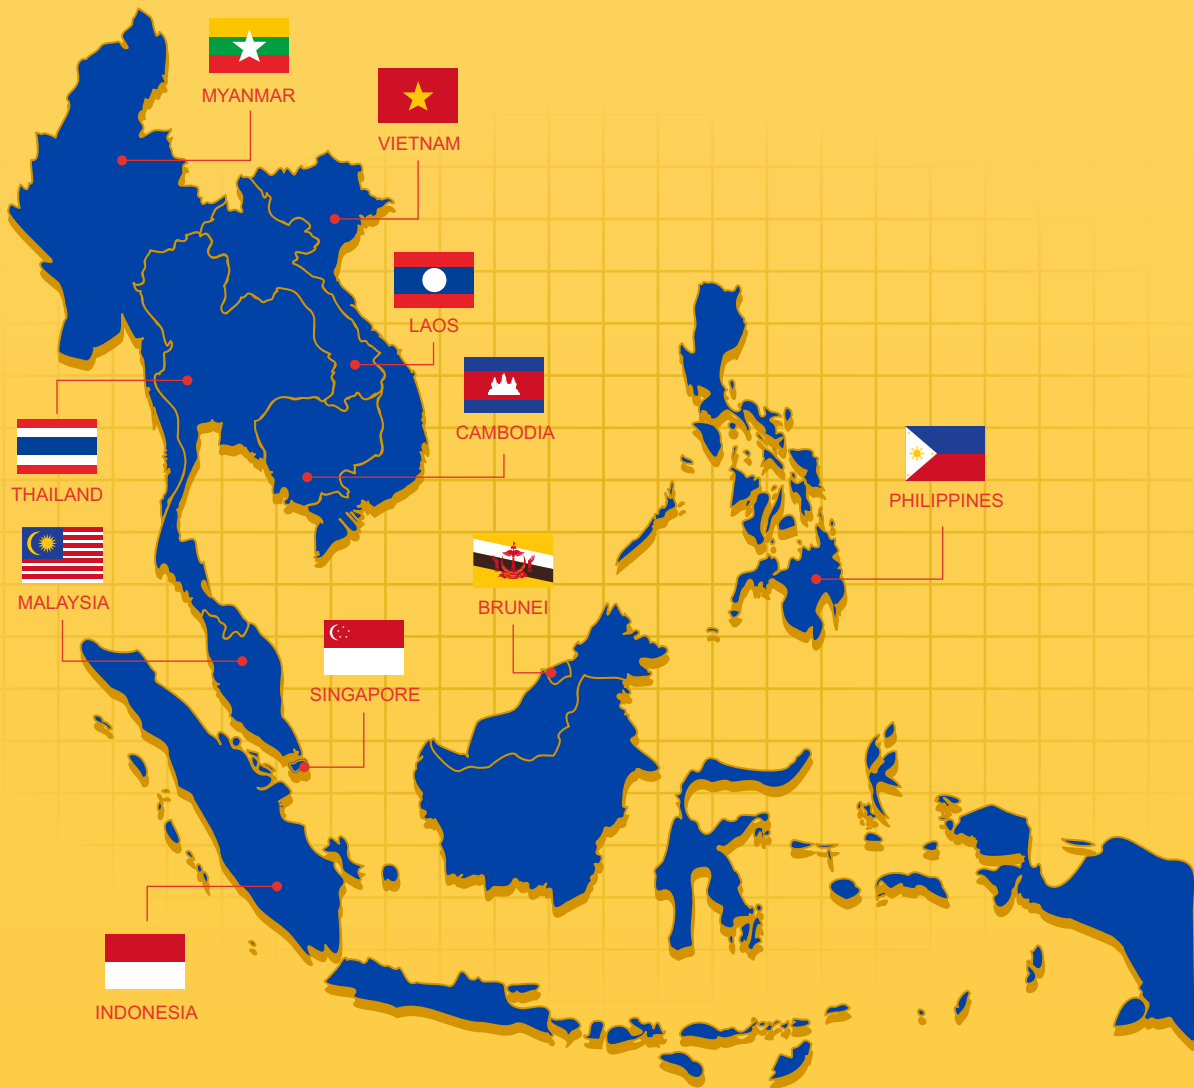 MYANMAR
VIETNAM
LAOS
CAMBODIA
THAILAND
PHILIPPINES
MALAYSIA
BRUNEI
SINGAPORE
INDONESIA